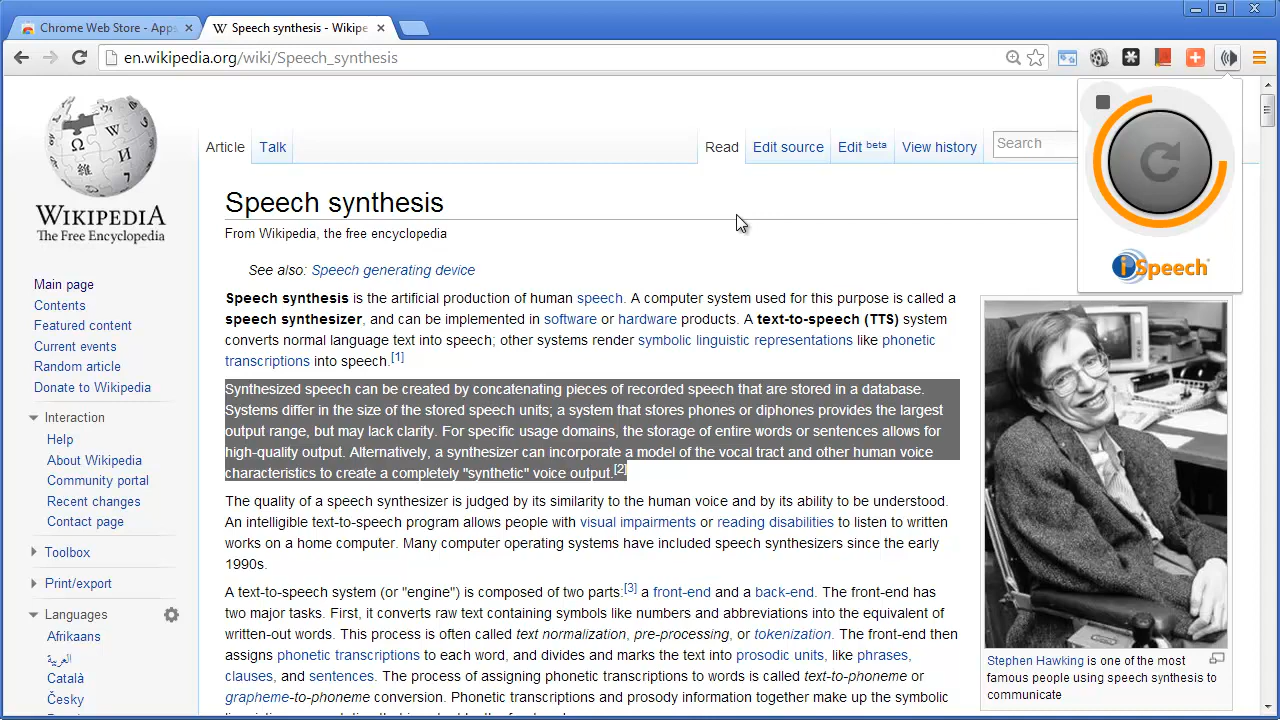 Chrome Web Store - Apps
Speech synthesis - Wikipe
en.wikipedia.org/wiki/Speech_synthesis
iSpeech
WIKIPEDIA
The Free Encyclopedia
Main page
Contents
Featured content
Current events
Random article
Donate to Wikipedia
Interaction
Help
About Wikipedia
Community portal
Recent changes
Contact page
Toolbox
Print/export
Languages
Afrikaans
العربية
Català
Česky
Article Talk Read Edit source Edit beta View history Search
Speech synthesis
From Wikipedia, the free encyclopedia
See also: Speech generating device
Speech synthesis is the artificial production of human speech. A computer system used for this purpose is called a
speech synthesizer, and can be implemented in software or hardware products. A text-to-speech (TTS) system
converts normal language text into speech; other systems render symbolic linguistic representations like phonetic
transcriptions into speech.[1]
Synthesized speech can be created by concatenating pieces of recorded speech that are stored in a database.
Systems differ in the size of the stored speech units; a system that stores phones or diphones provides the largest
output range, but may lack clarity. For specific usage domains, the storage of entire words or sentences allows for
high-quality output. Alternatively, a synthesizer can incorporate a model of the vocal tract and other human voice
characteristics to create a completely "synthetic" voice output.[2]
The quality of a speech synthesizer is judged by its similarity to the human voice and by its ability to be understood.
An intelligible text-to-speech program allows people with visual impairments or reading disabilities to listen to written
works on a home computer. Many computer operating systems have included speech synthesizers since the early
1990s.
A text-to-speech system (or "engine") is composed of two parts:[3] a front-end and a back-end. The front-end has
two major tasks. First, it converts raw text containing symbols like numbers and abbreviations into the equivalent of
written-out words. This process is often called text normalization, pre-processing, or tokenization. The front-end then
assigns phonetic transcriptions to each word, and divides and marks the text into prosodic units, like phrases,
clauses, and sentences. The process of assigning phonetic transcriptions to words is called text-to-phoneme or
grapheme-to-phoneme conversion. Phonetic transcriptions and prosody information together make up the symbolic
Stephen Hawking is one of the most
famous people using speech synthesis to
communicate